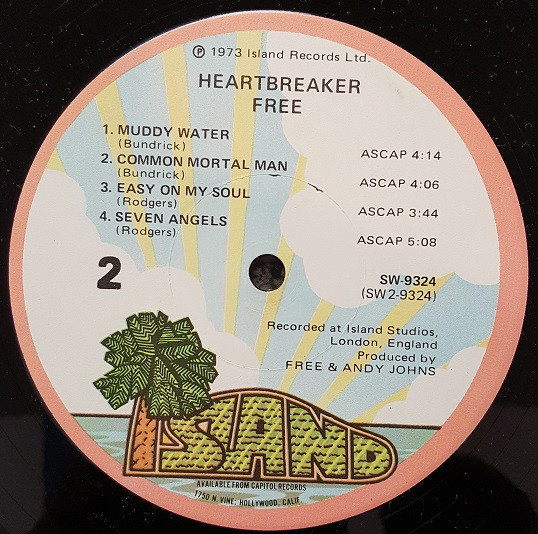 ℗ 1973 Island Records Ltd.
HEARTBREAKER
FREE
1. MUDDY WATER
(Bundrick)
ASCAP 4:14
2. COMMON MORTAL MAN
(Bundrick)
ASCAP 4:06
3. EASY ON MY SOUL
(Rodgers)
ASCAP 3:44
4. SEVEN ANGELS
(Rodgers)
ASCAP 5:08
2
SW-9324
(SW2-9324)
Recorded at Island Studios,
London, England
Produced by
FREE & ANDY JOHNS
ISLAND
AVAILABLE FROM CAPITOL RECORDS
1750 N. VINE, HOLLYWOOD, CALIF.